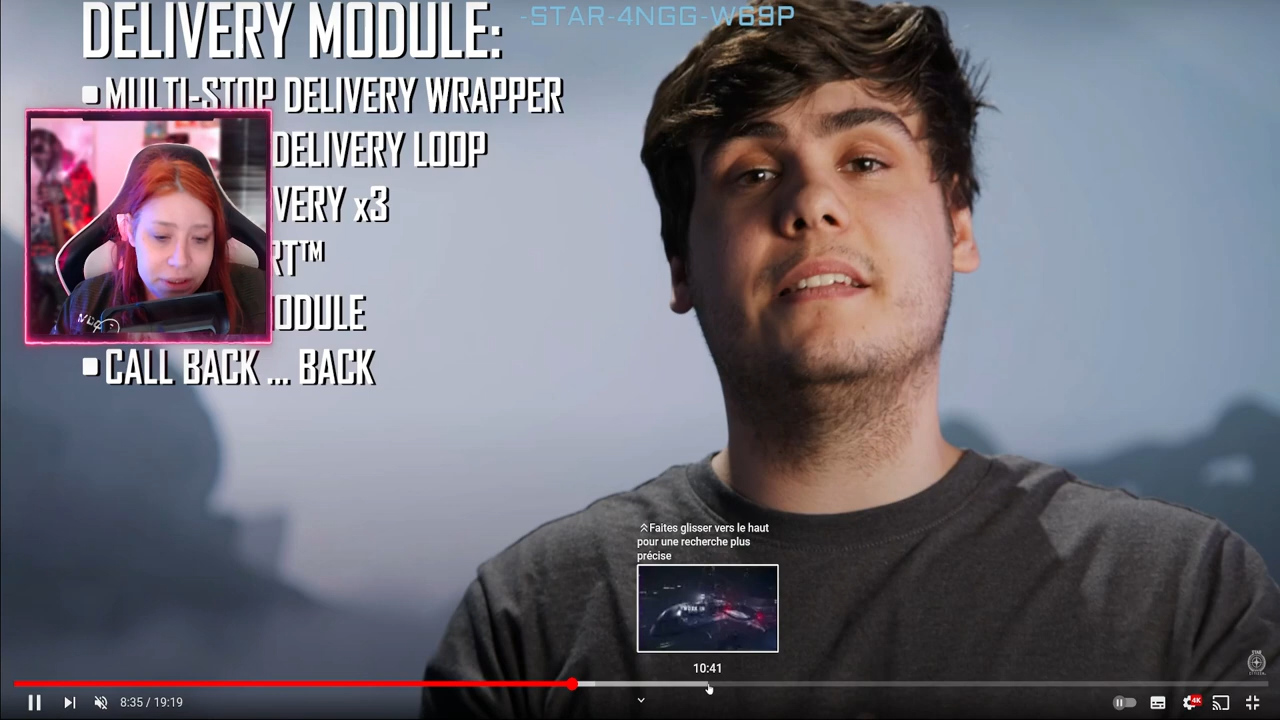 -STAR-4NGG-W69P
DELIVERY MODULE:
MULTI-STOP DELIVERY WRAPPER
DELIVERY LOOP
VERY x3
RT™
ODULE
CALL BACK ... BACK
Faites glisser vers le haut
pour une recherche plus
précise
10:41
8:35 / 19:19
4K